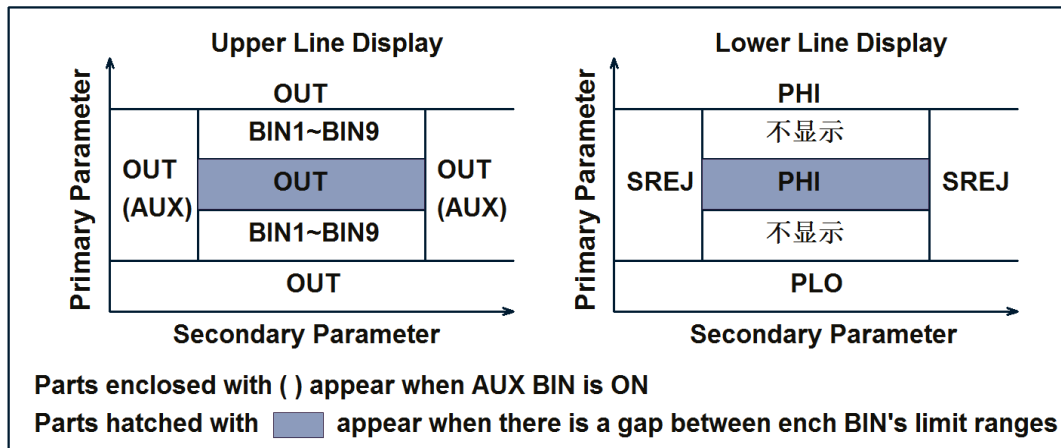 Upper Line Display
Primary Parameter
OUT
BIN1~BIN9
OUT
(AUX)
OUT
OUT
(AUX)
BIN1~BIN9
OUT
Secondary Parameter
Lower Line Display
Primary Parameter
PHI
不显示
SREJ
PHI
SREJ
不显示
PLO
Secondary Parameter
Parts enclosed with ( ) appear when AUX BIN is ON
Parts hatched with appear when there is a gap between ench BIN's limit ranges